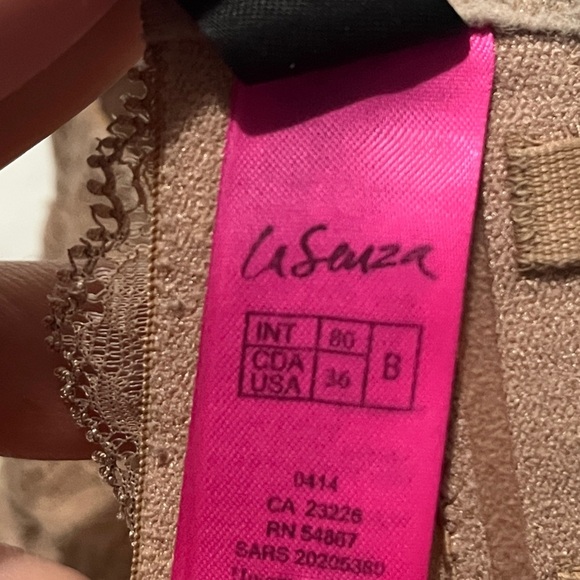 La Senza
INT 80 B
CDA USA 36
0414
CA 23226
RN 54867
SARS 20205380